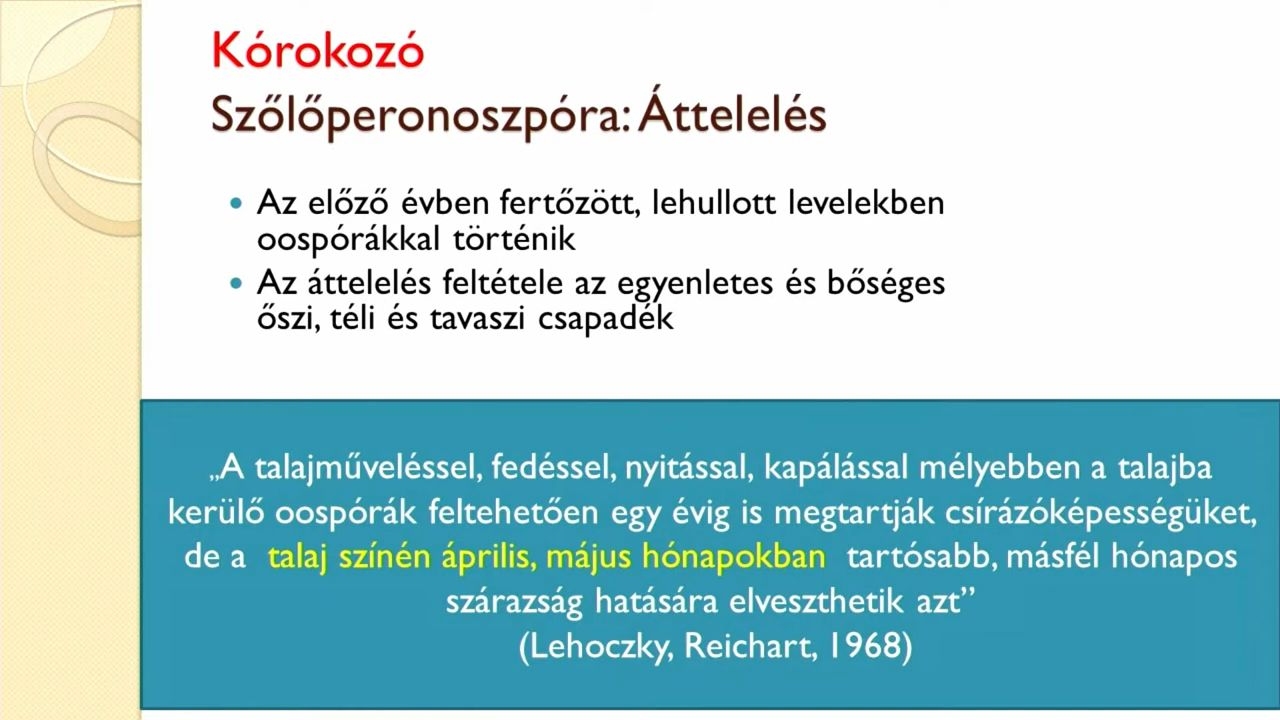 Kórokozó
Szőlőperonoszpóra: Áttelelés
• Az előző évben fertőzött, lehullott levelekben
oospórákkal történik
• Az áttelelés feltétele az egyenletes és bőséges
őszi, téli és tavaszi csapadék
„A talajműveléssel, fedéssel, nyitással, kapálással mélyebben a talajba
kerülő oospórák feltehetően egy évig is megtartják csírázóképességüket,
de a talaj színén április, május hónapokban tartósabb, másfél hónapos
szárazság hatására elveszthetik azt”
(Lehoczky, Reichart, 1968)